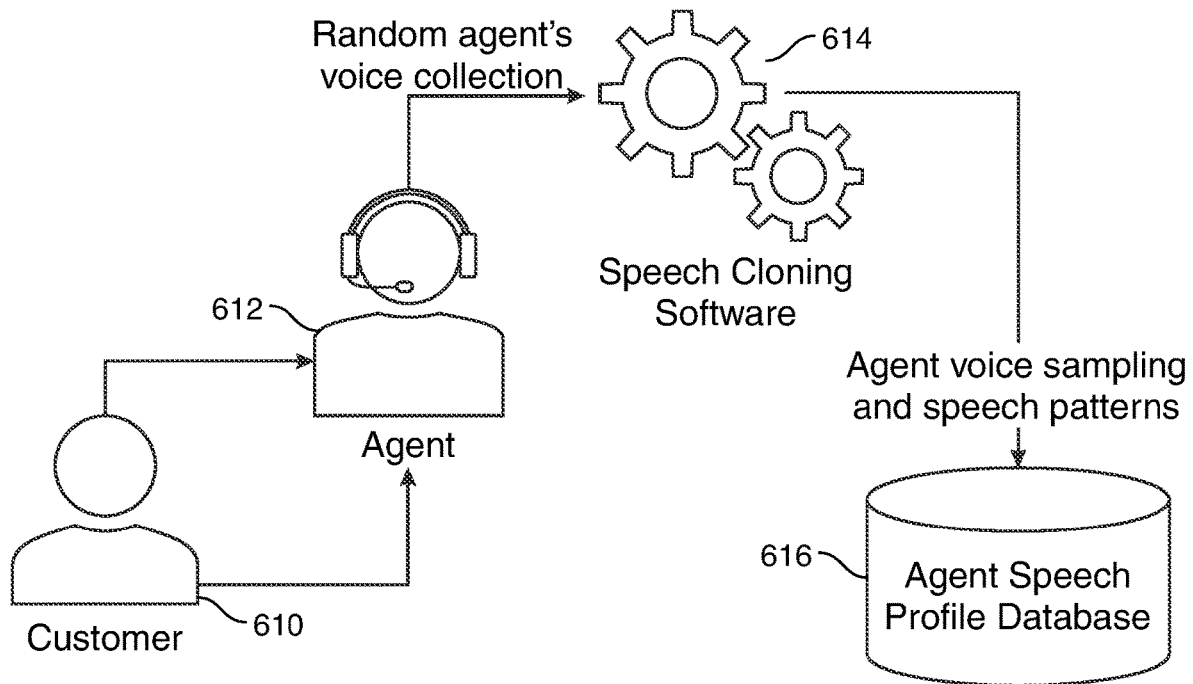 Random agent's
voice collection
614
Speech Cloning
Software
612
Agent voice sampling
and speech patterns
Agent
616
Agent Speech
Profile Database
610
Customer